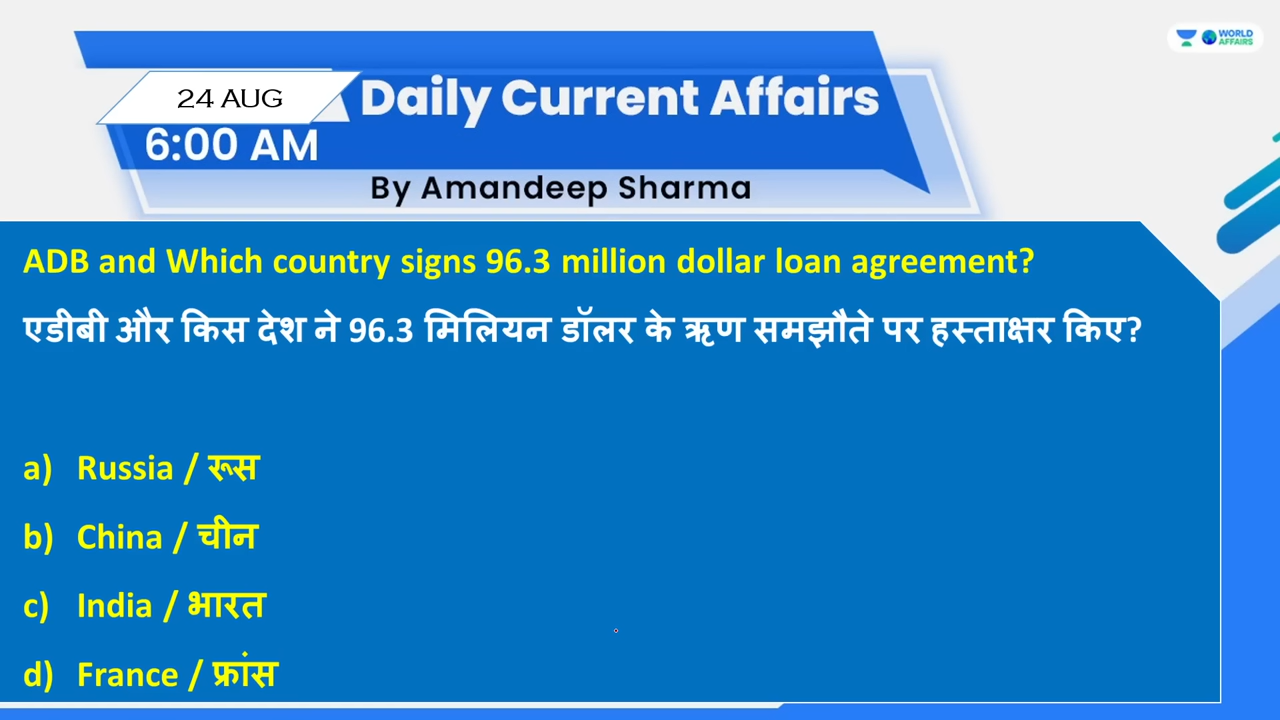 WORLD
AFFAIRS
24 AUG
Daily Current Affairs
6:00 AM
By Amandeep Sharma
ADB and Which country signs 96.3 million dollar loan agreement?
एडीबी और किस देश ने 96.3 मिलियन डॉलर के ऋण समझौते पर हस्ताक्षर किए?
a) Russia / रूस
b) China / चीन
c) India / भारत
d) France / फ्रांस